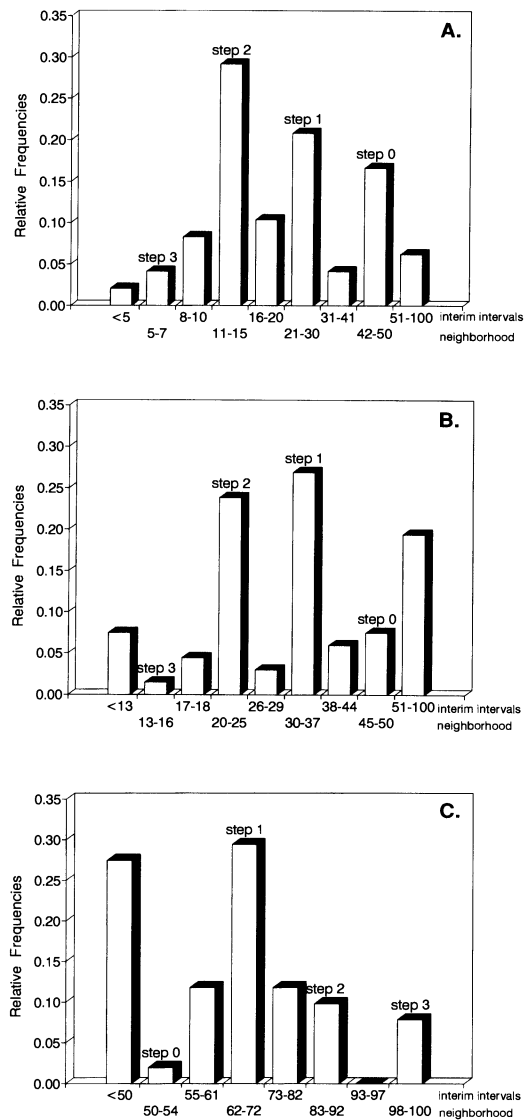 A.
0.35
0.30
0.25
0.20
0.15
0.10
0.05
0.00
Relative Frequencies
step 3
step 2
step 1
step 0
<5 8-10 16-20 31-41 51-100 interim intervals
5-7 11-15 21-30 42-50 neighborhood
B.
0.35
0.30
0.25
0.20
0.15
0.10
0.05
0.00
Relative Frequencies
step 3
step 2
step 1
step 0
<13 17-18 26-29 38-44 51-100 interim intervals
13-16 20-25 30-37 45-50 neighborhood
C.
0.35
0.30
0.25
0.20
0.15
0.10
0.05
0.00
Relative Frequencies
step 0
step 1
step 2
step 3
<50 55-61 73-82 93-97 interim intervals
50-54 62-72 83-92 98-100 neighborhood